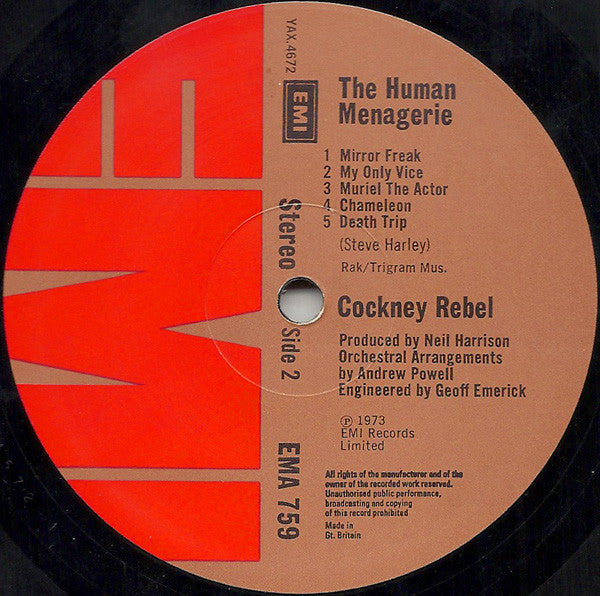 EMI
YAX.4672
EMI
Stereo
Side 2
EMA 759
The Human
Menagerie
1 Mirror Freak
2 My Only Vice
3 Muriel The Actor
4 Chameleon
5 Death Trip
(Steve Harley)
Rak/Trigram Mus.
Cockney Rebel
Produced by Neil Harrison
Orchestral Arrangements
by Andrew Powell
Engineered by Geoff Emerick
℗ 1973
EMI Records
Limited
All rights of the manufacturer and of the
owner of the recorded work reserved.
Unauthorised public performance,
broadcasting and copying
of this record prohibited
Made in
Gt. Britain